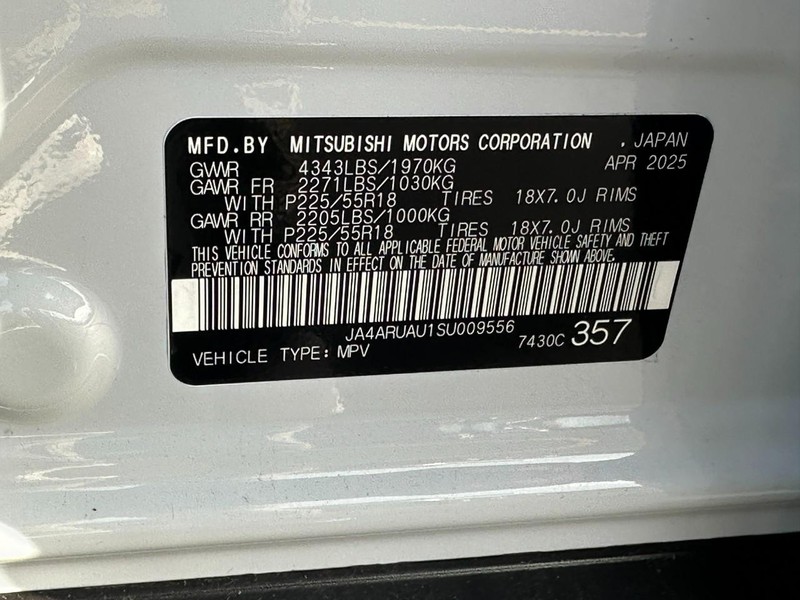 MFD.BY MITSUBISHI MOTORS CORPORATION , JAPAN
GWWR 4343LBS/1970KG APR 2025
GAWR FR 2271LBS/1030KG
WITH P225/55R18 TIRES 18X7.0J RIMS
GAWR RR 2205LBS/1000KG
WITH P225/55R18 TIRES 18X7.0J RIMS
THIS VEHICLE CONFORMS TO ALL APPLICABLE FEDERAL MOTOR VEHICLE SAFETY AND THEFT
PREVENTION STANDARDS IN EFFECT ON THE DATE OF MANUFACTURE SHOWN ABOVE.
JA4ARUAU1SU009556
VEHICLE TYPE: MPV 7430C 357